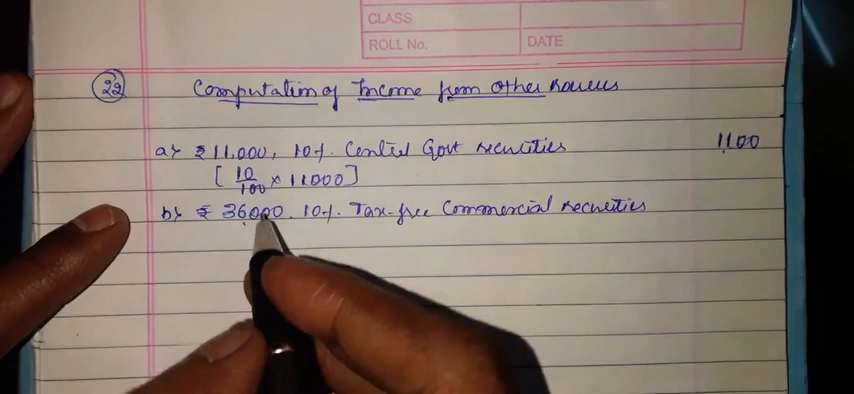 CLASS
ROLL No. DATE
22 Computation of Income from other sources
a) ₹11,000, 10%. Central Govt securities 1100
[ 10/100 x 11000 ]
b) ₹ 36000. 10%. Tax-free Commercial securities